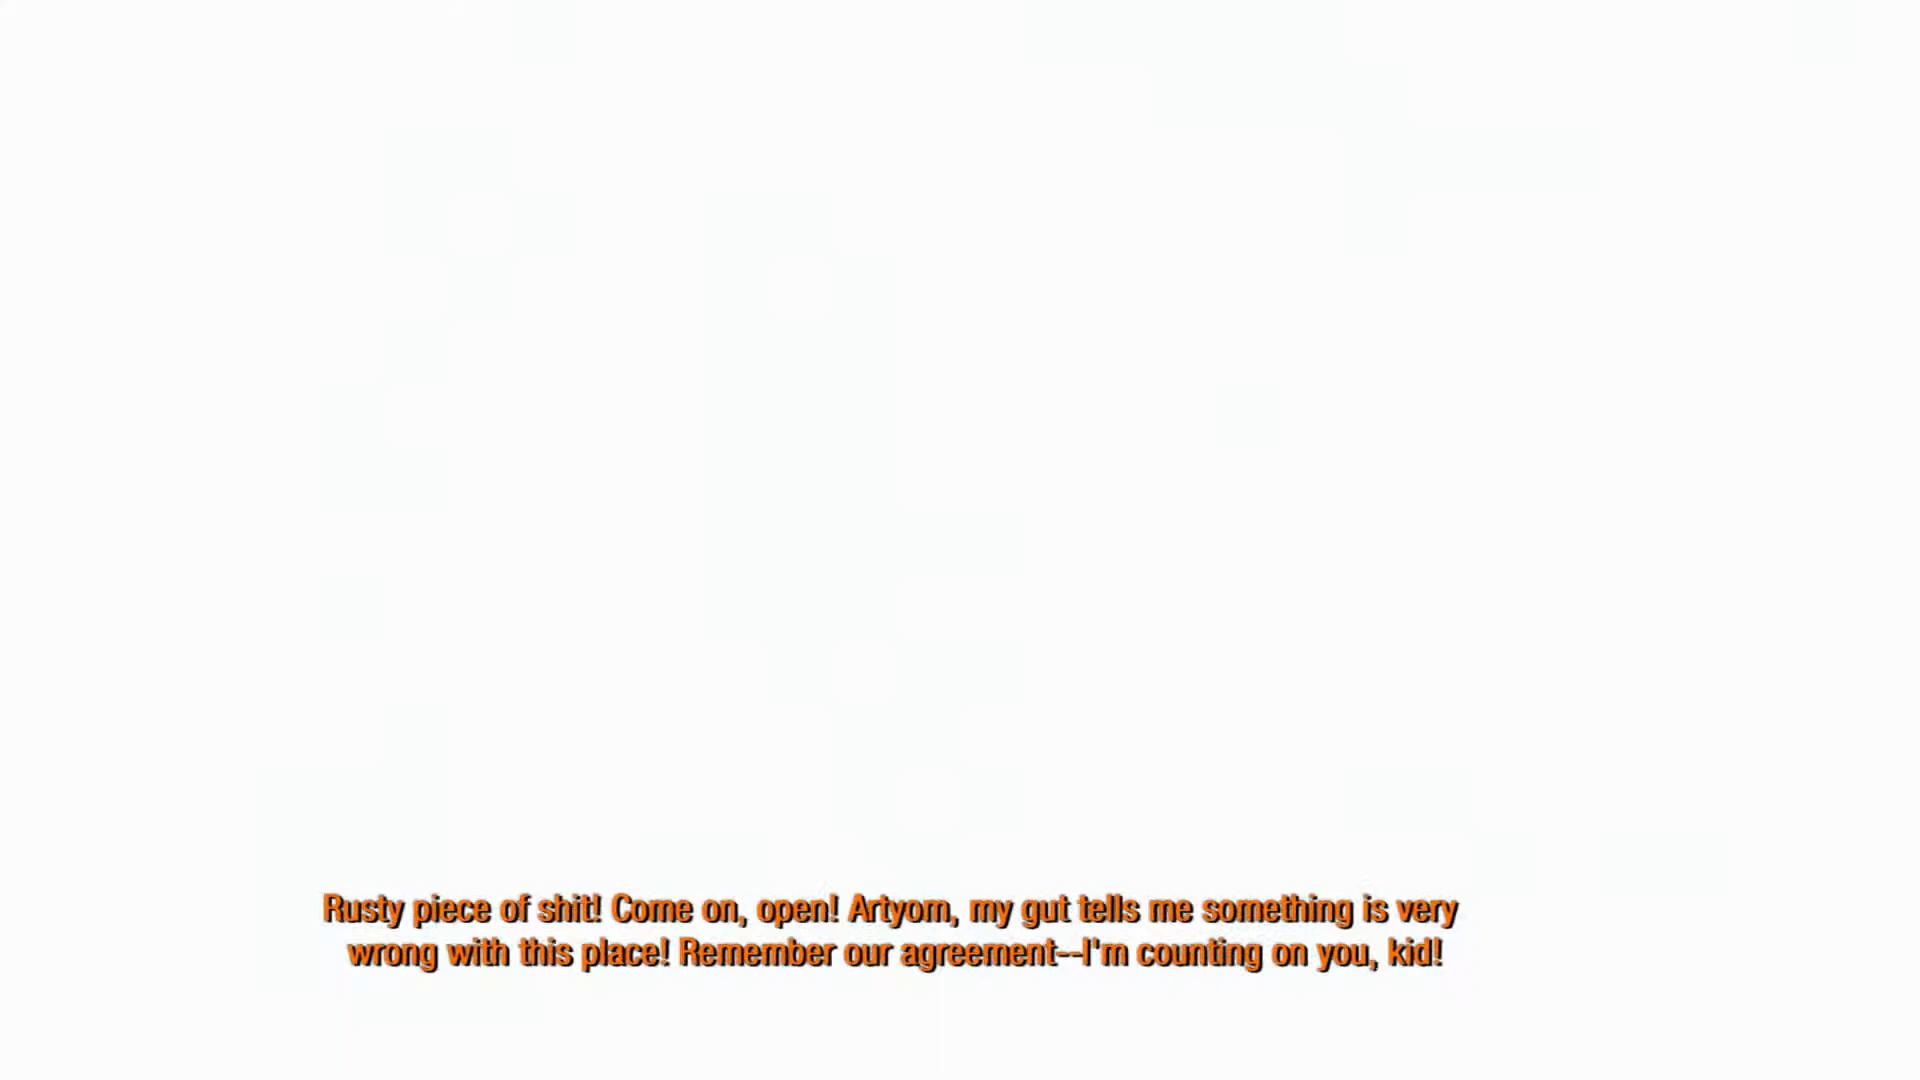 Rusty piece of shit! Come on, open! Artyom, my gut tells me something is very
wrong with this place! Remember our agreement--I'm counting on you, kid!